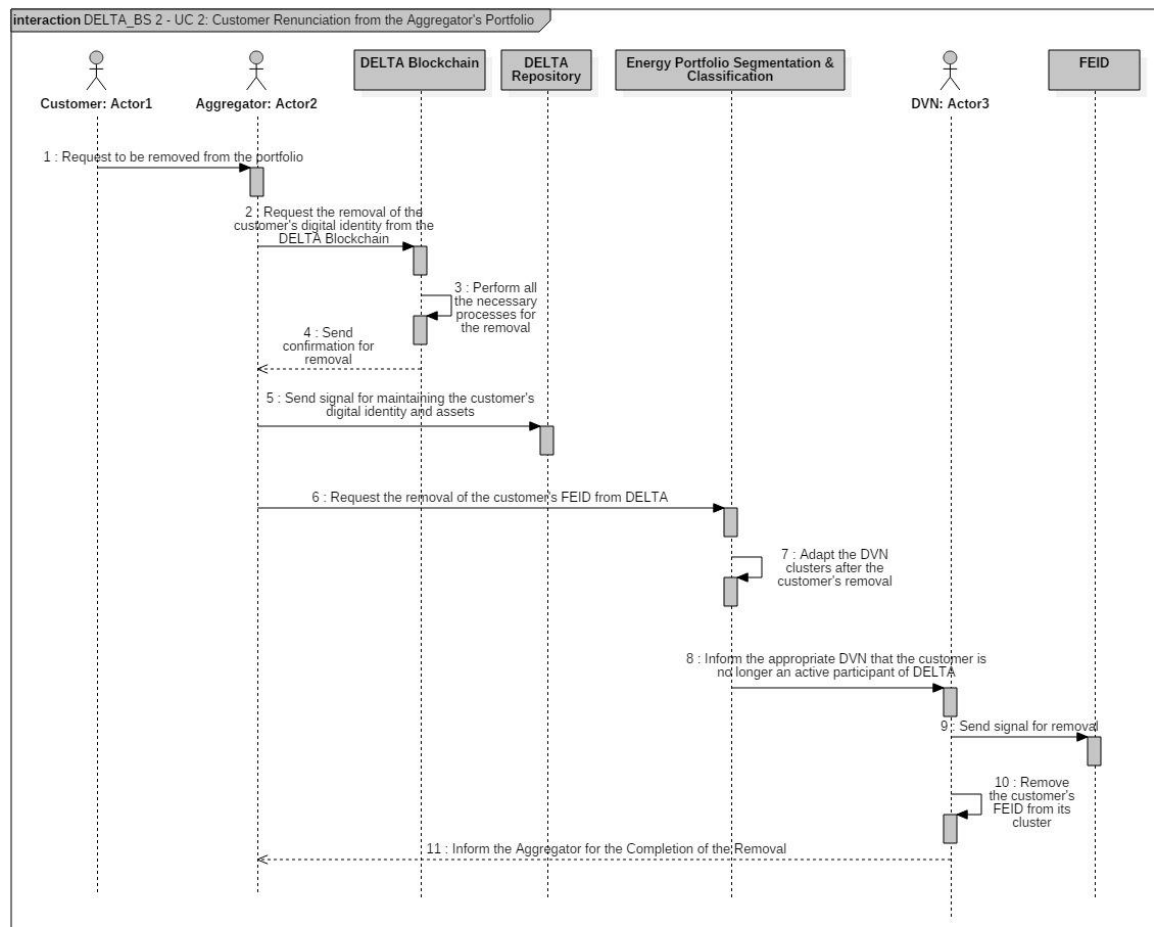 interaction DELTA_BS 2 - UC 2: Customer Renunciation from the Aggregator's Portfolio
Customer: Actor1
Aggregator: Actor2
DELTA Blockchain
DELTA
Repository
Energy Portfolio Segmentation &
Classification
DVN: Actor3
FEID
1 : Request to be removed from the portfolio
2 : Request the removal of the
customer's digital identity from the
DELTA Blockchain
3 : Perform all
the necessary
processes for
the removal
4 : Send
confirmation for
removal
5 : Send signal for maintaining the customer's
digital identity and assets
6 : Request the removal of the customer's FEID from DELTA
7 : Adapt the DVN
clusters after the
customer's removal
8 : Inform the appropriate DVN that the customer is
no longer an active participant of DELTA
9 : Send signal for removal
10 : Remove
the customer's
FEID from its
cluster
11 : Inform the Aggregator for the Completion of the Removal